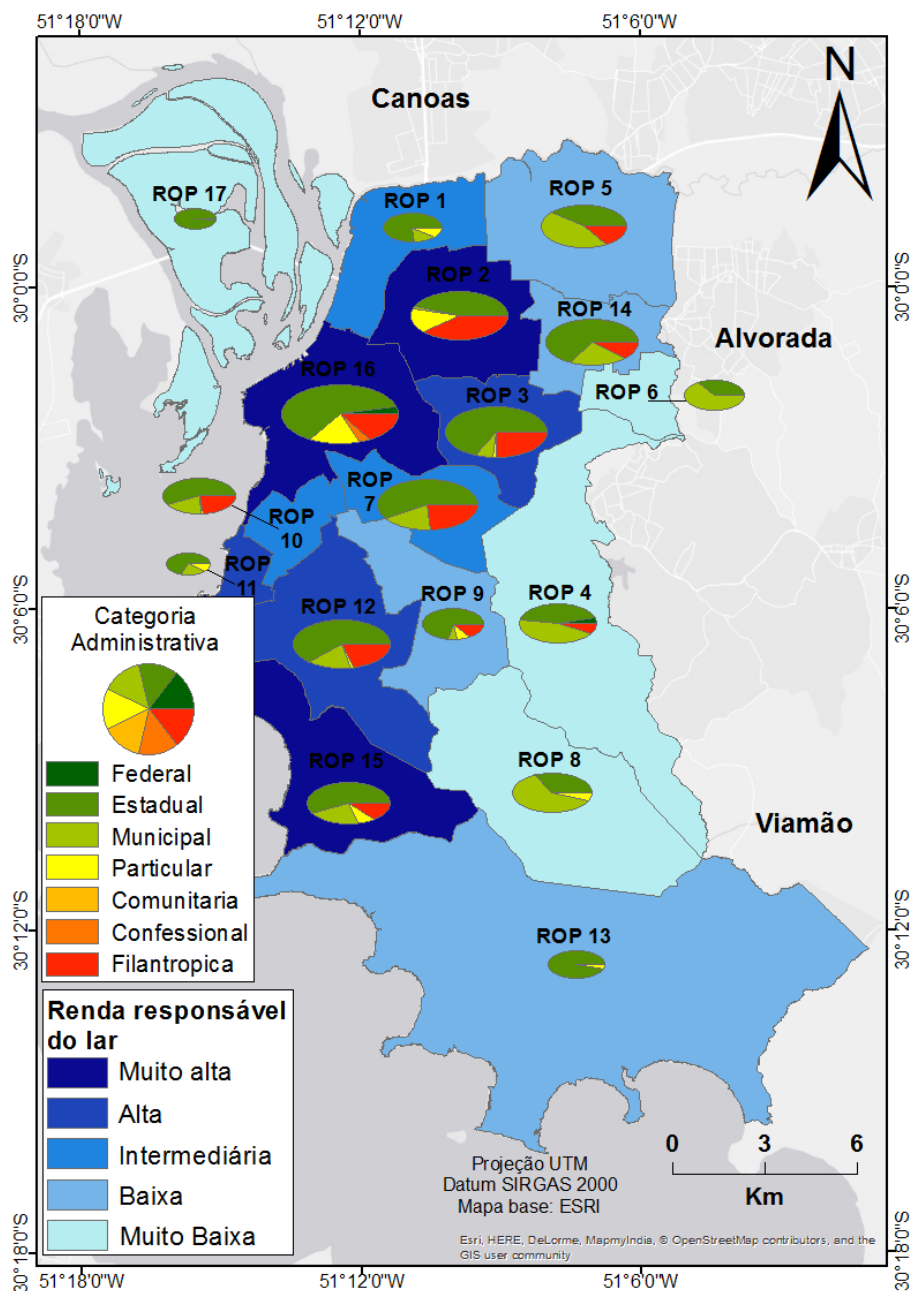 51°18'0"W
51°12'0"W
51°6'0"W
N
Canoas
ROP 17
ROP 1
ROP 5
30°0'0"S
30°0'0"S
ROP 2
ROP 14
Alvorada
ROP 16
ROP 6
ROP 3
ROP
7
ROP
10
ROP
11
30°6'0"S
30°6'0"S
ROP 9
ROP 4
ROP 12
Categoria
Administrativa
Federal
Estadual
Municipal
Particular
Comunitaria
Confessional
Filantropica
ROP 15
ROP 8
Viamão
30°12'0"S
30°12'0"S
ROP 13
Renda responsável
do lar
Muito alta
Alta
Intermediária
Baixa
Muito Baixa
0
3
6
Km
Projeção UTM
Datum SIRGAS 2000
Mapa base: ESRI
Esri, HERE, DeLorme, MapmyIndia, © OpenStreetMap contributors, and the
GIS user community
30°18'0"S
30°18'0"S
51°18'0"W
51°12'0"W
51°6'0"W